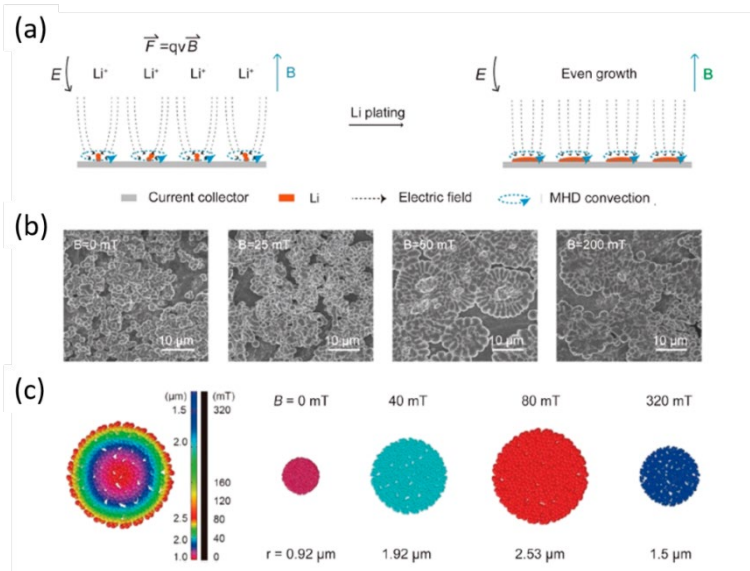 (a)
F =qvB
E
Li⁺
Li⁺
Li⁺
Li⁺
B
Li plating
E
Even growth
B
Current collector
Li
Electric field
MHD convection
(b)
B=0 mT
10 μm
B=25 mT
10 μm
B=50 mT
10 μm
B=200 mT
10 μm
(c)
(μm)
(mT)
1.5
2.0
2.5
2.0
1.0
320
160
120
80
40
0
B = 0 mT
40 mT
80 mT
320 mT
r = 0.92 μm
1.92 μm
2.53 μm
1.5 μm